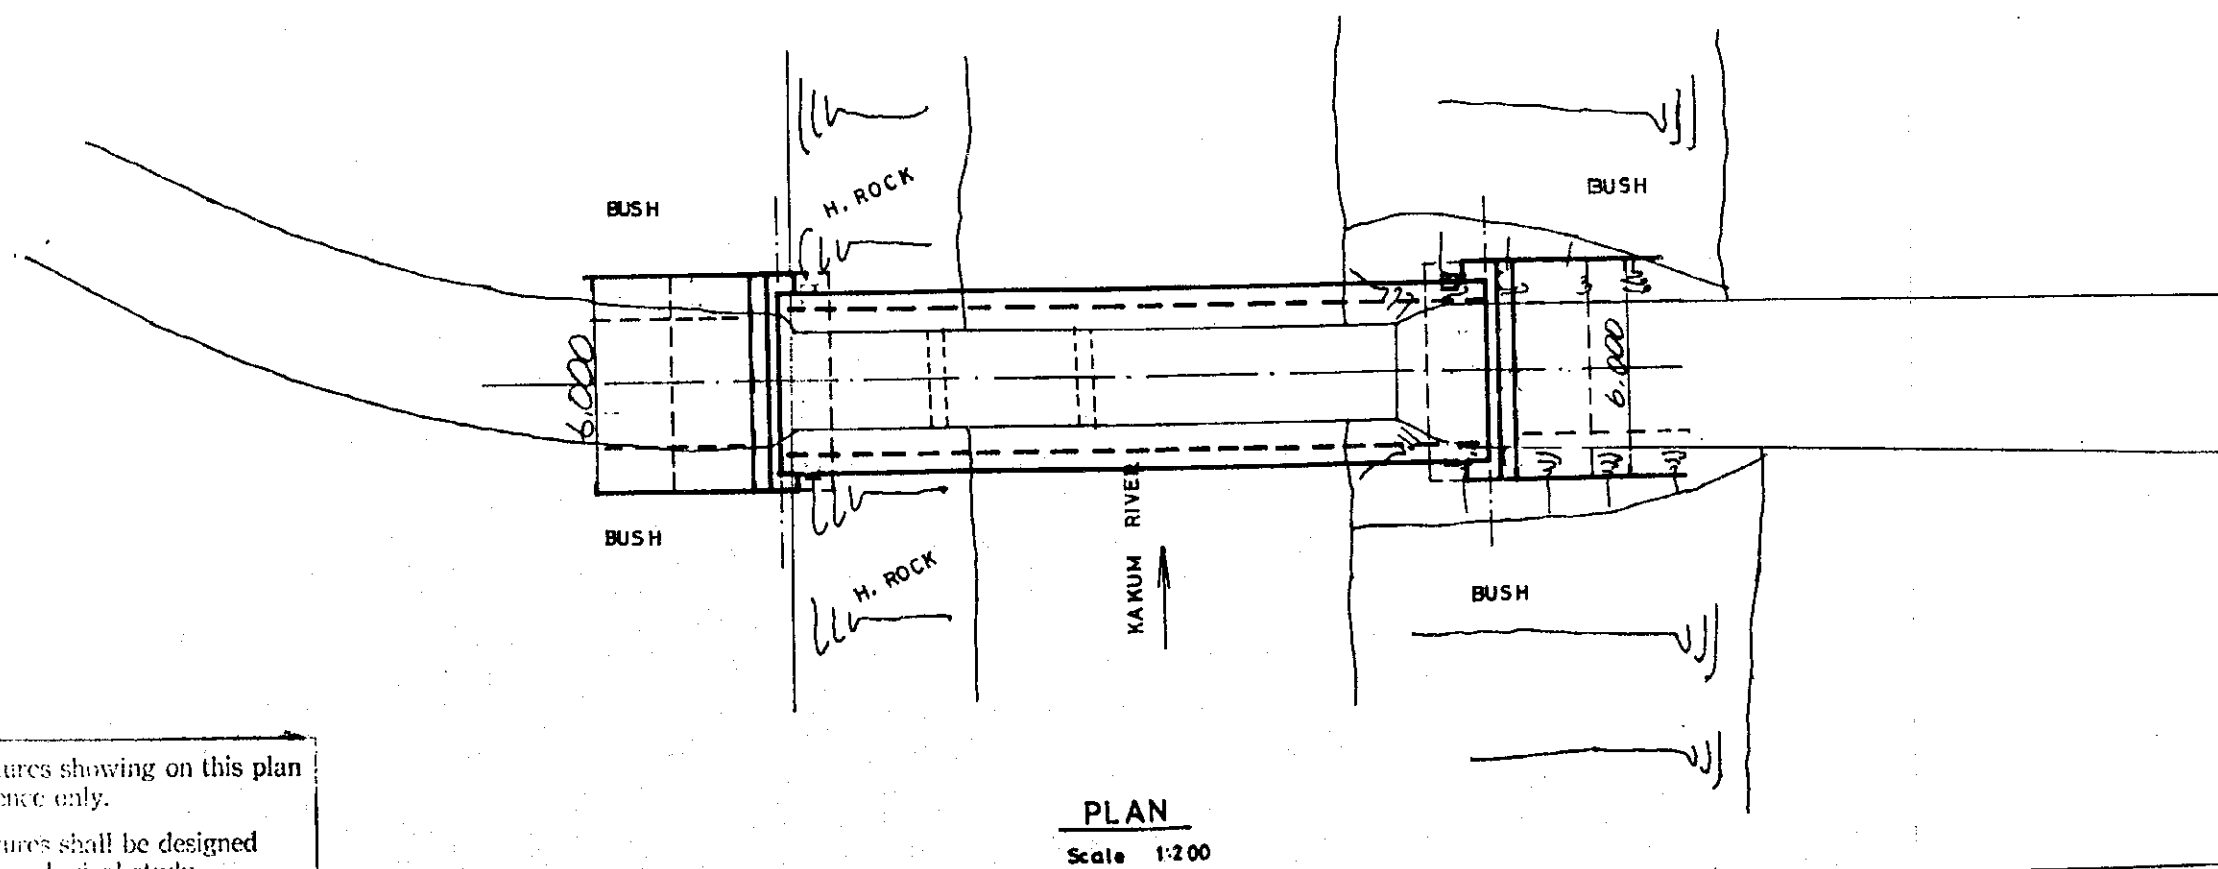 BUSH
H. ROCK
BUSH
6.000
6.000
KAKUM RIVER
BUSH
H. ROCK
BUSH
ures showing on this plan
ence only.
ures shall be designed
study
PLAN
Scale 1:200